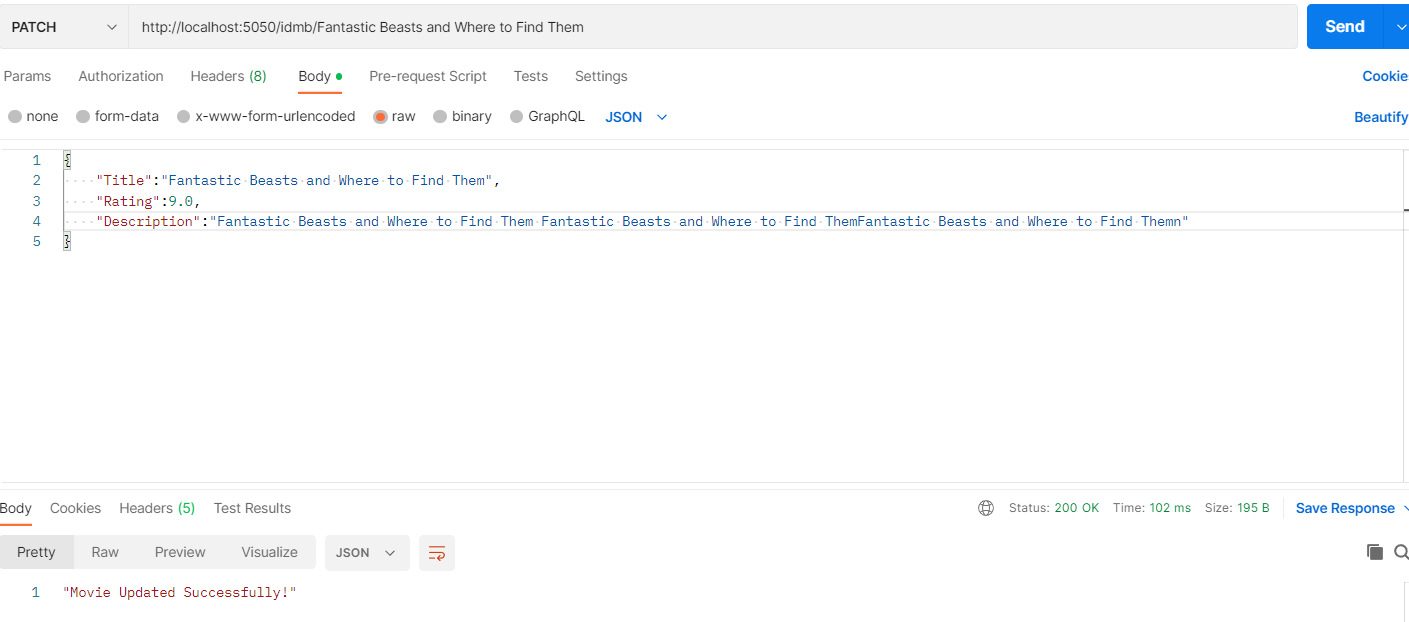 PATCH http://localhost:5050/idmb/Fantastic Beasts and Where to Find Them Send
Params Authorization Headers (8) Body Pre-request Script Tests Settings Cookie
none form-data x-www-form-urlencoded raw binary GraphQL JSON Beautify
1 {
2 "Title":"Fantastic Beasts and Where to Find Them",
3 "Rating":9.0,
4 "Description":"Fantastic Beasts and Where to Find Them Fantastic Beasts and Where to Find ThemFantastic Beasts and Where to Find Themn"
5 }
Body Cookies Headers (5) Test Results Status: 200 OK Time: 102 ms Size: 195 B Save Response
Pretty Raw Preview Visualize JSON
1 "Movie Updated Successfully!"